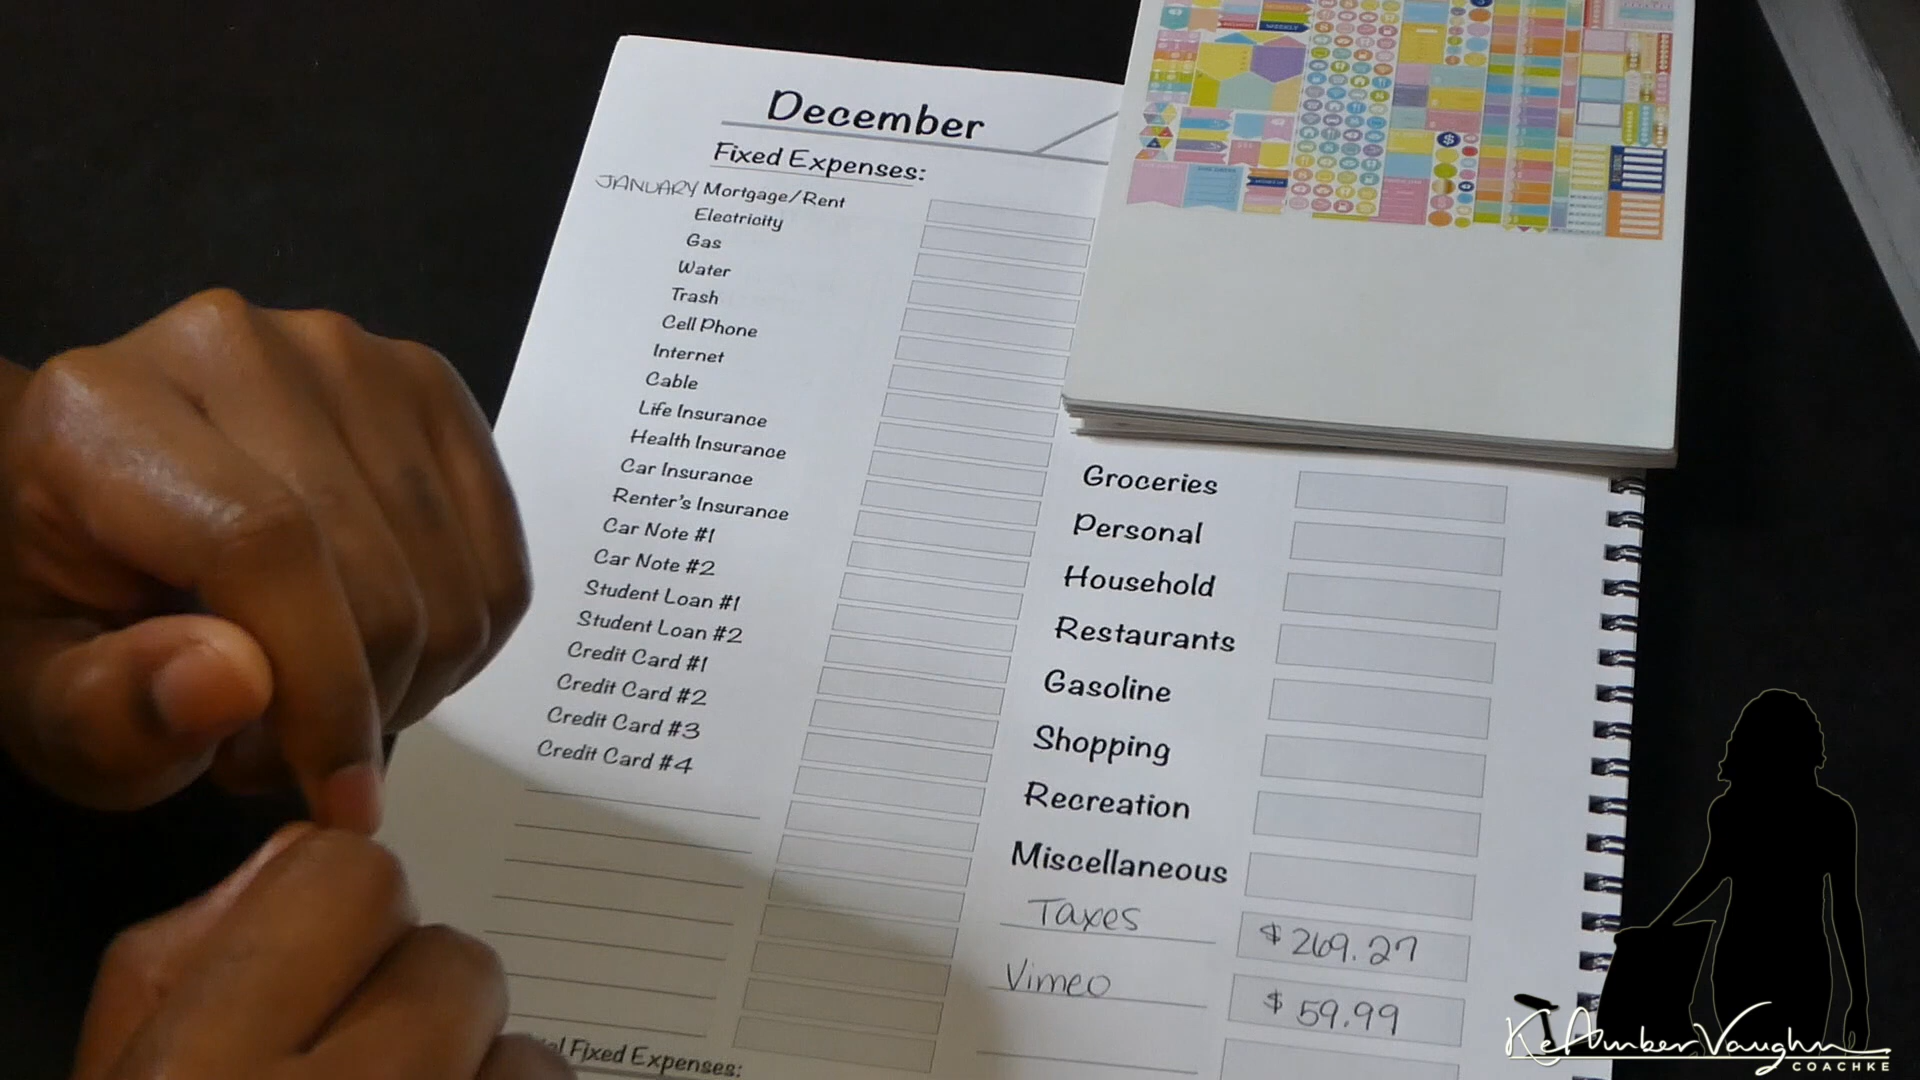 December
Fixed Expenses:
JANUARY Mortgage/Rent
Electricity
Gas
Water
Trash
Cell Phone
Internet
Cable
Life Insurance
Health Insurance
Car Insurance
Renter's Insurance
Car Note #1
Car Note #2
Student Loan #1
Student Loan #2
Credit Card #1
Credit Card #2
Credit Card #3
Credit Card #4
Fixed Expenses:
Groceries
Personal
Household
Restaurants
Gasoline
Shopping
Recreation
Miscellaneous
Taxes $269.27
Vimeo $59.99
KeAmber Vaughn
COACHKE